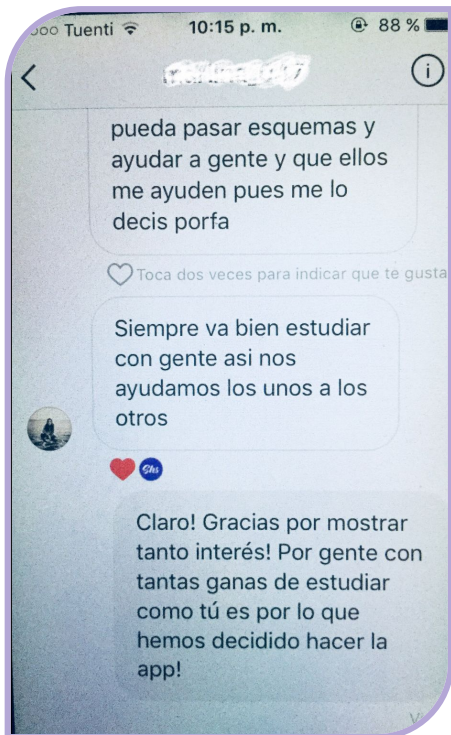 Tuenti 10:15 p. m. 88 %
i
pueda pasar esquemas y
ayudar a gente y que ellos
me ayuden pues me lo
decis porfa
Toca dos veces para indicar que te gusta
Siempre va bien estudiar
con gente asi nos
ayudamos los unos a los
otros
Shs
Claro! Gracias por mostrar
tanto interés! Por gente con
tantas ganas de estudiar
como tú es por lo que
hemos decidido hacer la
app!